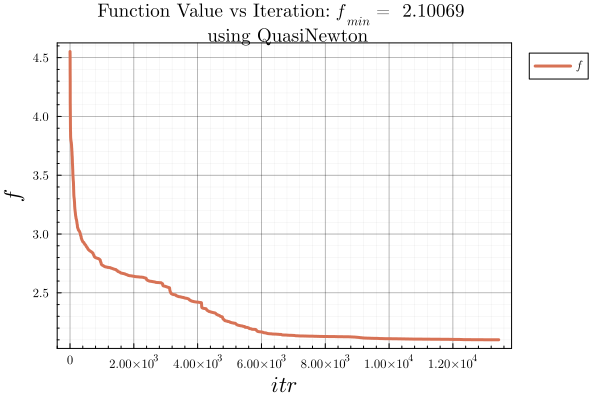 Function Value vs Iteration: f_min = 2.10069
using QuasiNewton
f
4.5
4.0
3.5
3.0
2.5
f
0 2.00×10³ 4.00×10³ 6.00×10³ 8.00×10³ 1.00×10⁴ 1.20×10⁴
itr